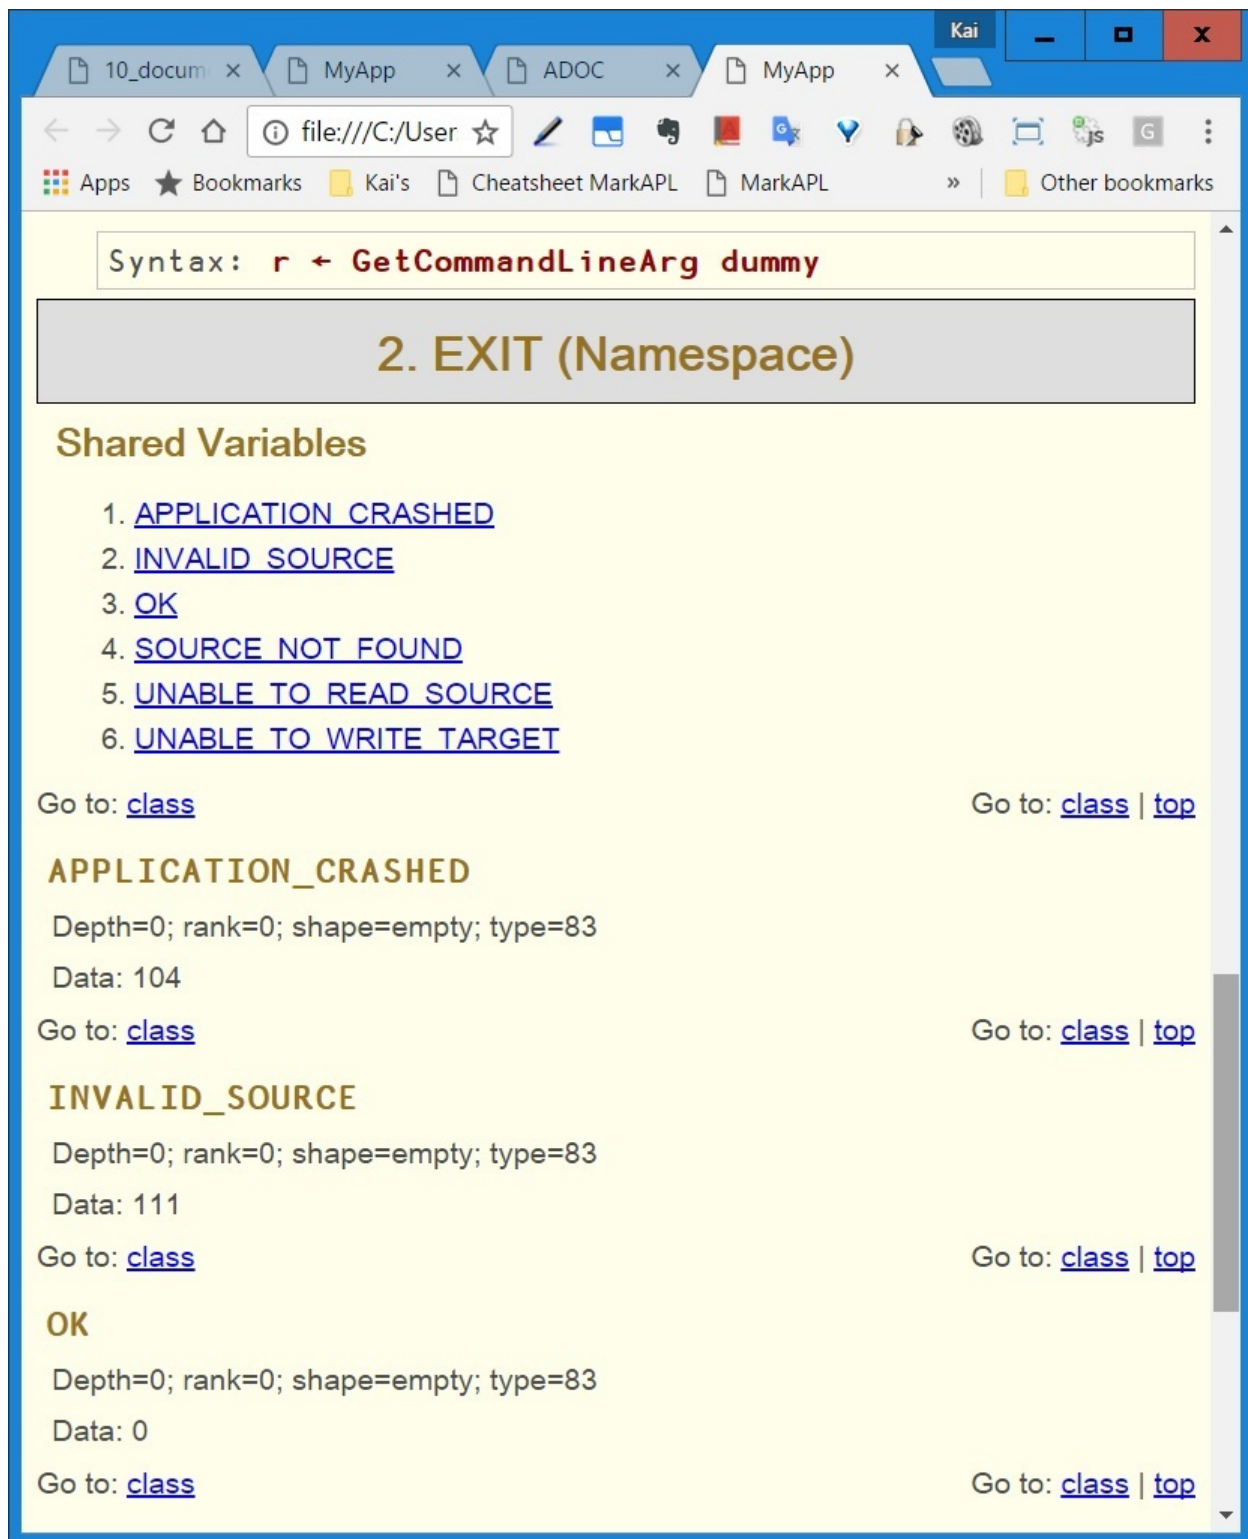 Kai
10_docum
MyApp
ADOC
MyApp
file:///C:/User
js
G
Apps
Bookmarks
Kai's
Cheatsheet MarkAPL
MarkAPL
»
Other bookmarks
Syntax: r ← GetCommandLineArg dummy
2. EXIT (Namespace)
Shared Variables
1. APPLICATION_CRASHED
2. INVALID_SOURCE
3. OK
4. SOURCE_NOT_FOUND
5. UNABLE_TO_READ_SOURCE
6. UNABLE_TO_WRITE_TARGET
Go to: class
Go to: class | top
APPLICATION_CRASHED
Depth=0; rank=0; shape=empty; type=83
Data: 104
Go to: class
Go to: class | top
INVALID_SOURCE
Depth=0; rank=0; shape=empty; type=83
Data: 111
Go to: class
Go to: class | top
OK
Depth=0; rank=0; shape=empty; type=83
Data: 0
Go to: class
Go to: class | top